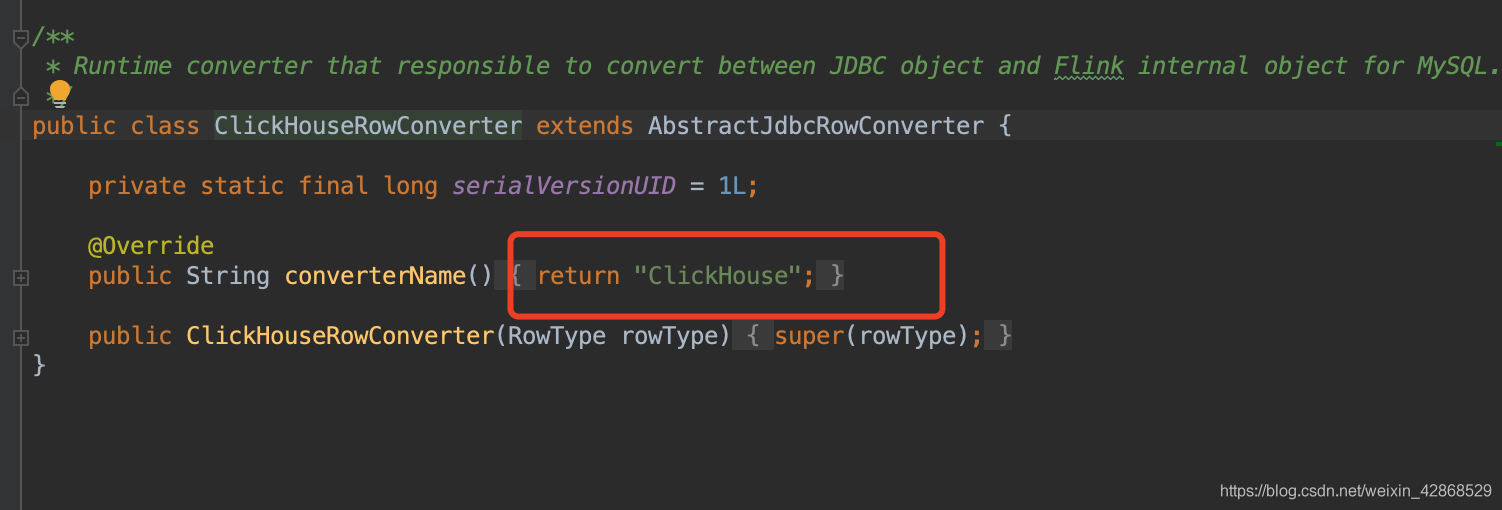 /**
* Runtime converter that responsible to convert between JDBC object and Flink internal object for MySQL.
*/
public class ClickHouseRowConverter extends AbstractJdbcRowConverter {
private static final long serialVersionUID = 1L;
@Override
public String converterName() { return "ClickHouse"; }
public ClickHouseRowConverter(RowType rowType) { super(rowType); }
}
https://blog.csdn.net/weixin_42868529